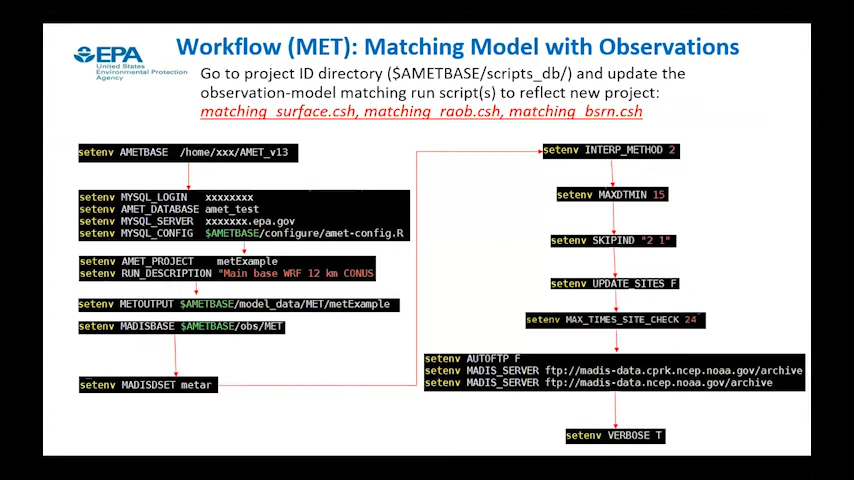 EPA
United States
Environmental Protection
Agency
Workflow (MET): Matching Model with Observations
Go to project ID directory ($AMETBASE/scripts_db/) and update the
observation-model matching run script(s) to reflect new project:
matching_surface.csh, matching_raob.csh, matching_bsrn.csh
setenv AMETBASE /home/xxx/AMET_v13
setenv MYSQL_LOGIN xxxxxxxx
setenv AMET_DATABASE amet_test
setenv MYSQL_SERVER xxxxxxx.epa.gov
setenv MYSQL_CONFIG $AMETBASE/configure/amet-config.R
setenv AMET_PROJECT metExample
setenv RUN_DESCRIPTION "Main base WRF 12 km CONUS
setenv METOUTPUT $AMETBASE/model_data/MET/metExample
setenv MADISBASE $AMETBASE/obs/MET
setenv MADISDSET metar
setenv INTERP_METHOD 2
setenv MAXDTMIN 15
setenv SKIPIND "2 1"
setenv UPDATE_SITES F
setenv MAX_TIMES_SITE_CHECK 24
setenv AUTOFTP F
setenv MADIS_SERVER ftp://madis-data.cprk.ncep.noaa.gov/archive
setenv MADIS_SERVER ftp://madis-data.ncep.noaa.gov/archive
setenv VERBOSE T